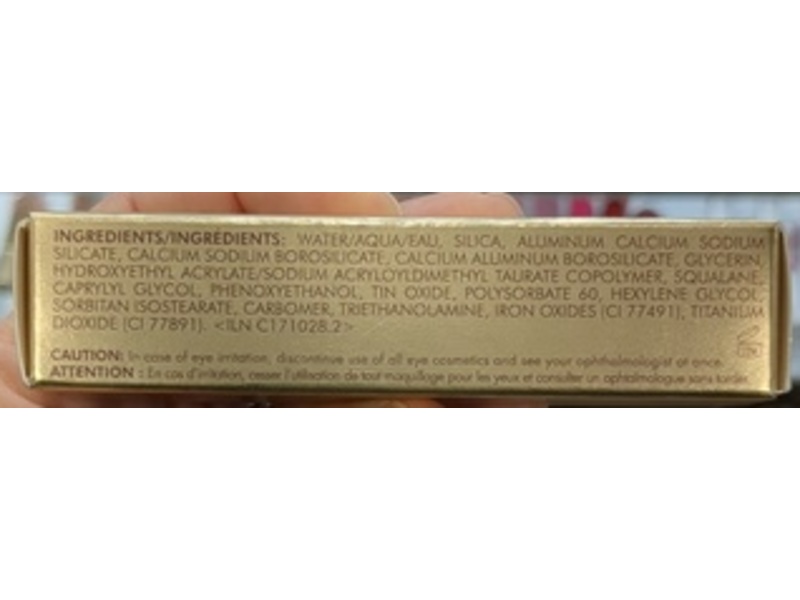 INGREDIENTS/INGRÉDIENTS: WATER/AQUA/EAU, SILICA, ALUMINUM CALCIUM SODIUM
SILICATE, CALCIUM SODIUM BOROSILICATE, CALCIUM ALUMINUM BOROSILICATE, GLYCERIN,
HYDROXYETHYL ACRYLATE/SODIUM ACRYLOYLDIMETHYL TAURATE COPOLYMER, SQUALANE,
CAPRYLYL GLYCOL, PHENOXYETHANOL, TIN OXIDE, POLYSORBATE 60, HEXYLENE GLYCOL,
SORBITAN ISOSTEARATE, CARBOMER, TRIETHANOLAMINE, IRON OXIDES (CI 77491), TITANIUM
DIOXIDE (CI 77891). <ILN C171028.2>
CAUTION: In case of eye irritation, discontinue use of all eye cosmetics and see your ophthalmologist at once.
ATTENTION : En cas d'irritation, cesser l'utilisation de tout maquillage pour les yeux et consulter un ophtalmologue sans tarder.